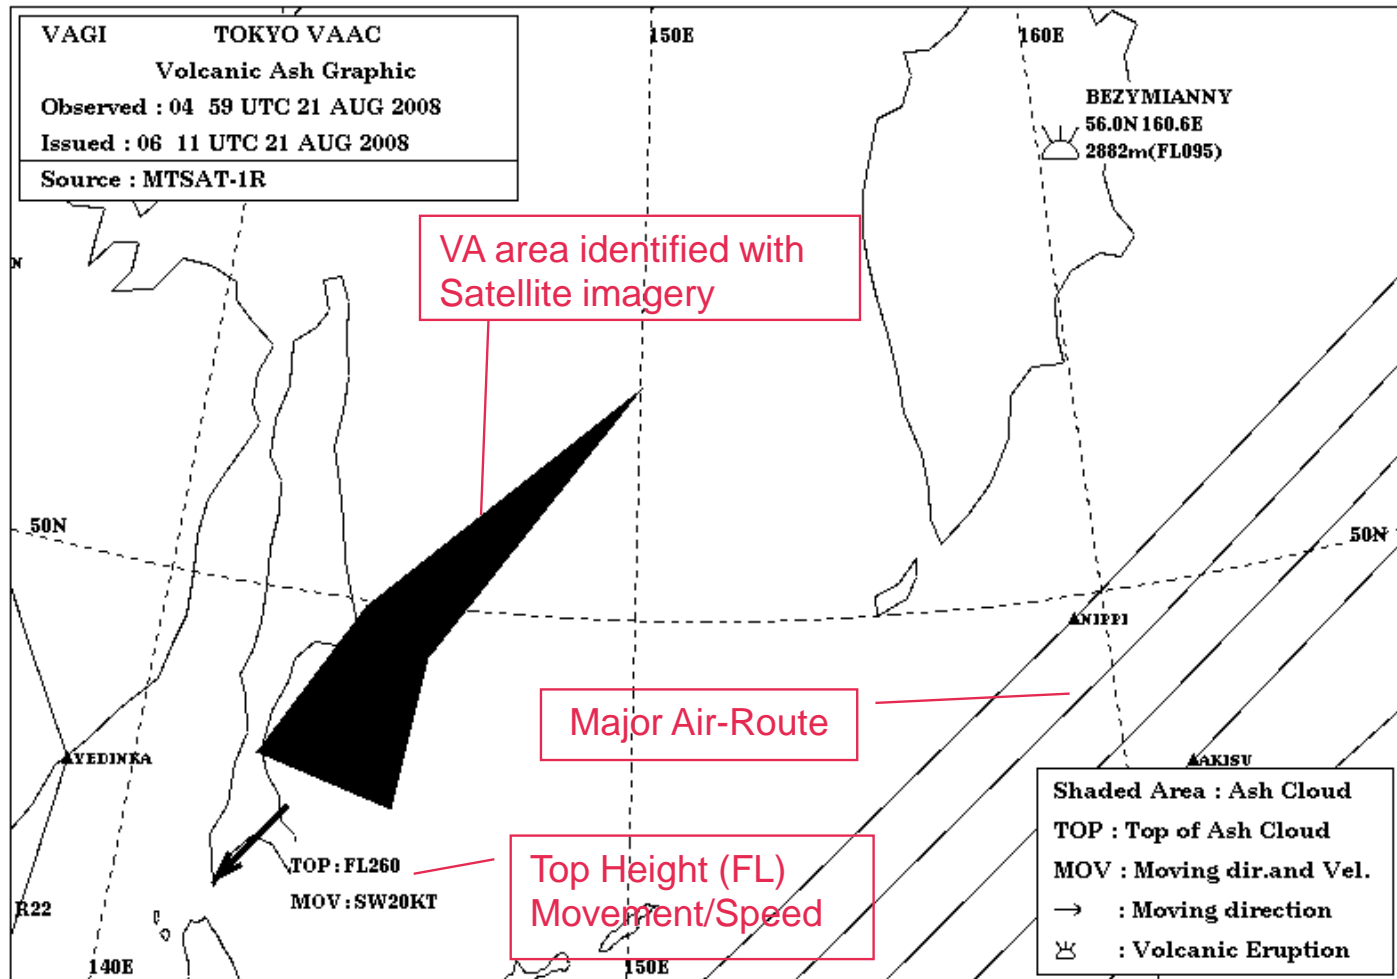 VAGI TOKYO VAAC
Volcanic Ash Graphic
Observed : 04 59 UTC 21 AUG 2008
Issued : 06 11 UTC 21 AUG 2008
Source : MTSAT-1R
150E
160E
BEZYMIANNY
56.0N 160.6E
2882m(FL095)
VA area identified with
Satellite imagery
N
50N
50N
NIPPI
Major Air-Route
YEDINKA
AKISU
Shaded Area : Ash Cloud
TOP : Top of Ash Cloud
MOV : Moving dir.and Vel.
→ : Moving direction
: Volcanic Eruption
TOP : FL260
MOV : SW20KT
Top Height (FL)
Movement/Speed
R22
140E
150E